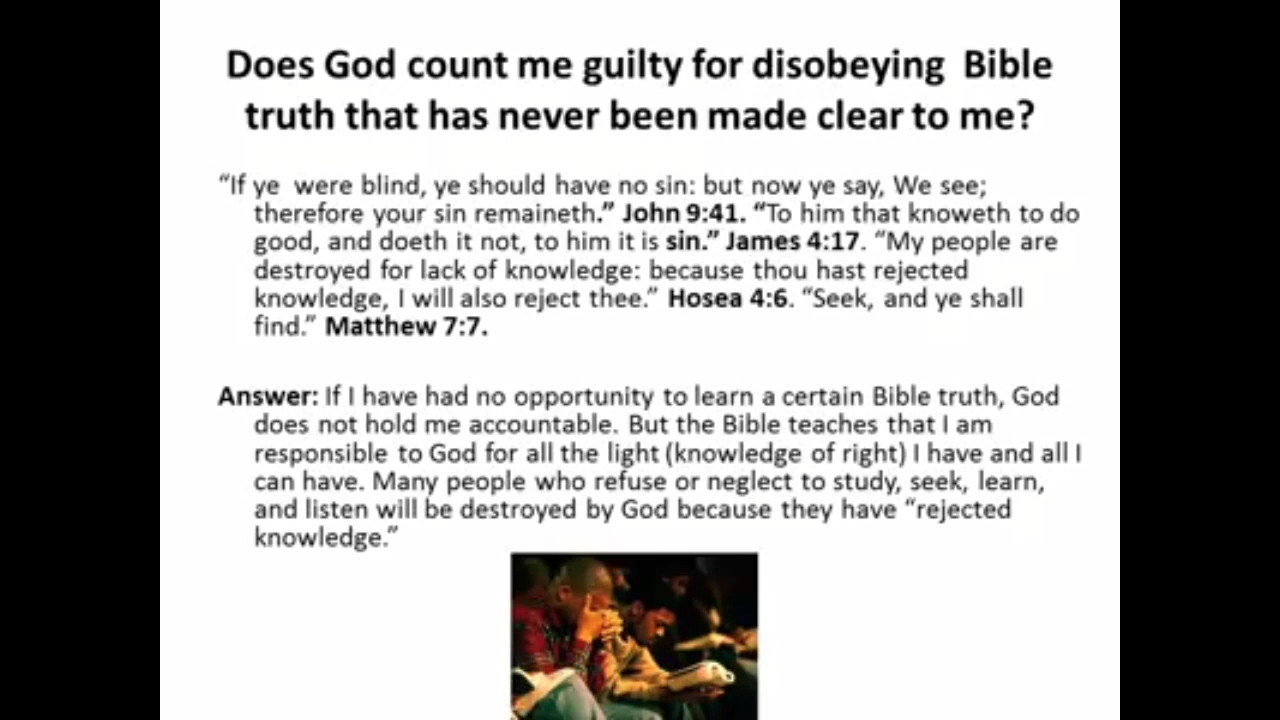 Does God count me guilty for disobeying  Bible
truth that has never been made clear to me?
“If ye  were blind, ye should have no sin: but now ye say, We see;
therefore your sin remaineth.” John 9:41. “To him that knoweth to do
good, and doeth it not, to him it is sin.” James 4:17. “My people are
destroyed for lack of knowledge: because thou hast rejected
knowledge, I will also reject thee.” Hosea 4:6. “Seek, and ye shall
find.” Matthew 7:7.
Answer: If I have had no opportunity to learn a certain Bible truth, God
does not hold me accountable. But the Bible teaches that I am
responsible to God for all the light (knowledge of right) I have and all I
can have. Many people who refuse or neglect to study, seek, learn,
and listen will be destroyed by God because they have “rejected
knowledge.”